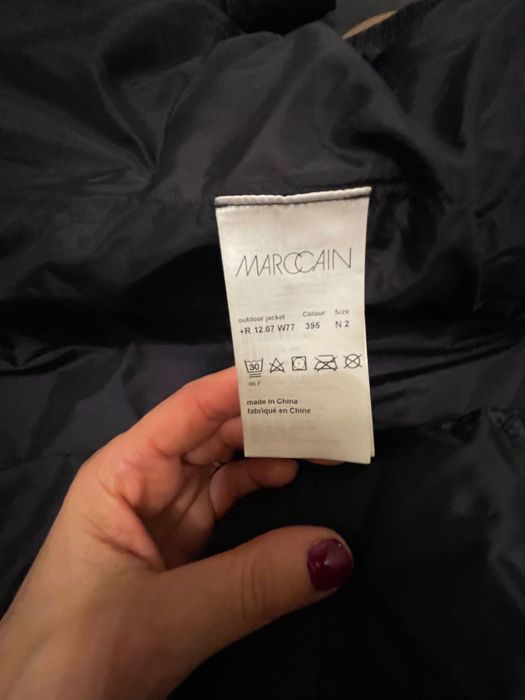 MARCCAIN
outdoor jacket Colour Size
+R 12.07 W77 395 N 2
30
made in China
fabriqué en Chine